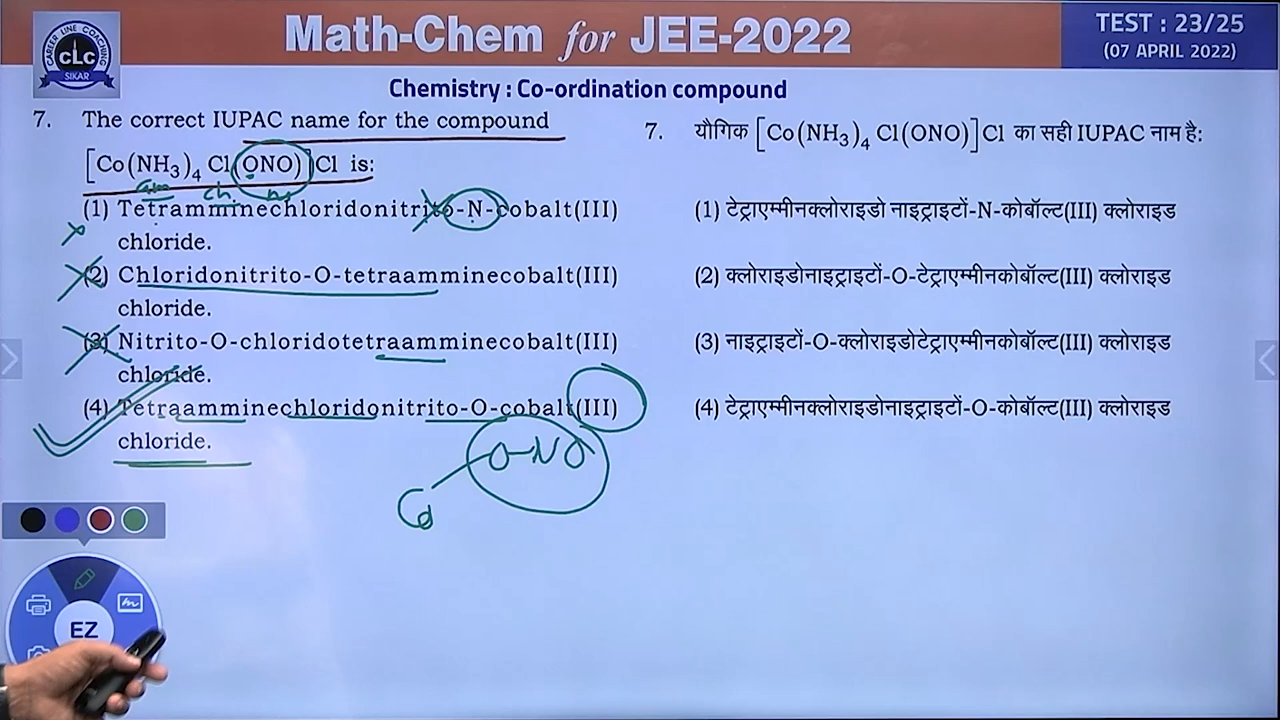 CAREER LINE COACHING
CLC
SIKAR
Math-Chem for JEE-2022
TEST : 23/25
(07 APRIL 2022)
Chemistry : Co-ordination compound
7. The correct IUPAC name for the compound
[Co(NH₃)₄ Cl(ONO)]Cl is:
(1) Tetramminechloridonitrito-N-cobalt(III)
chloride.
(2) Chloridonitrito-O-tetraamminecobalt(III)
chloride.
(3) Nitrito-O-chloridotetraamminecobalt(III)
chloride.
(4) Tetraamminechloridonitrito-O-cobalt(III)
chloride.
O-NO
7. यौगिक [Co(NH₃)₄ Cl(ONO)]Cl का सही IUPAC नाम है:
(1) टेट्राएम्मीनक्लोराइडो नाइट्राइटों-N-कोबॉल्ट(III) क्लोराइड
(2) क्लोराइडोनाइट्राइटों-O-टेट्राएम्मीनकोबॉल्ट(III) क्लोराइड
(3) नाइट्राइटों-O-क्लोराइडोटेट्राएम्मीनकोबॉल्ट(III) क्लोराइड
(4) टेट्राएम्मीनक्लोराइडोनाइट्राइटों-O-कोबॉल्ट(III) क्लोराइड
EZ